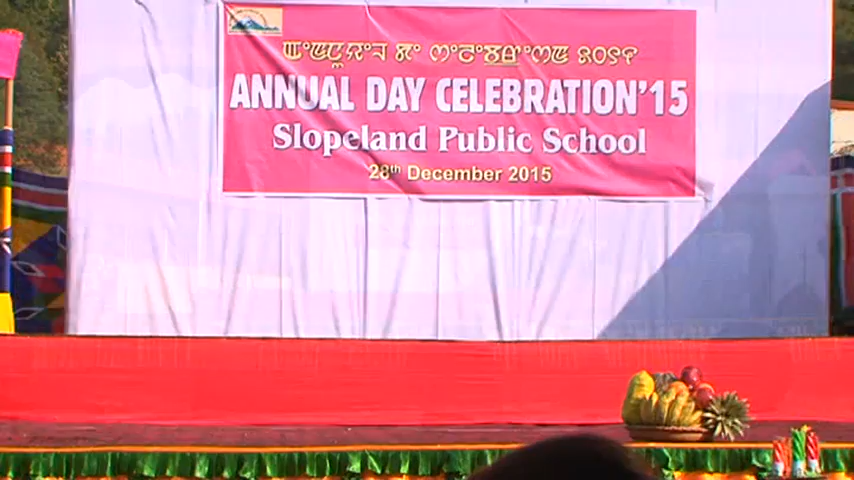 ANNUAL DAY CELEBRATION'15
Slopeland Public School
28th December 2015